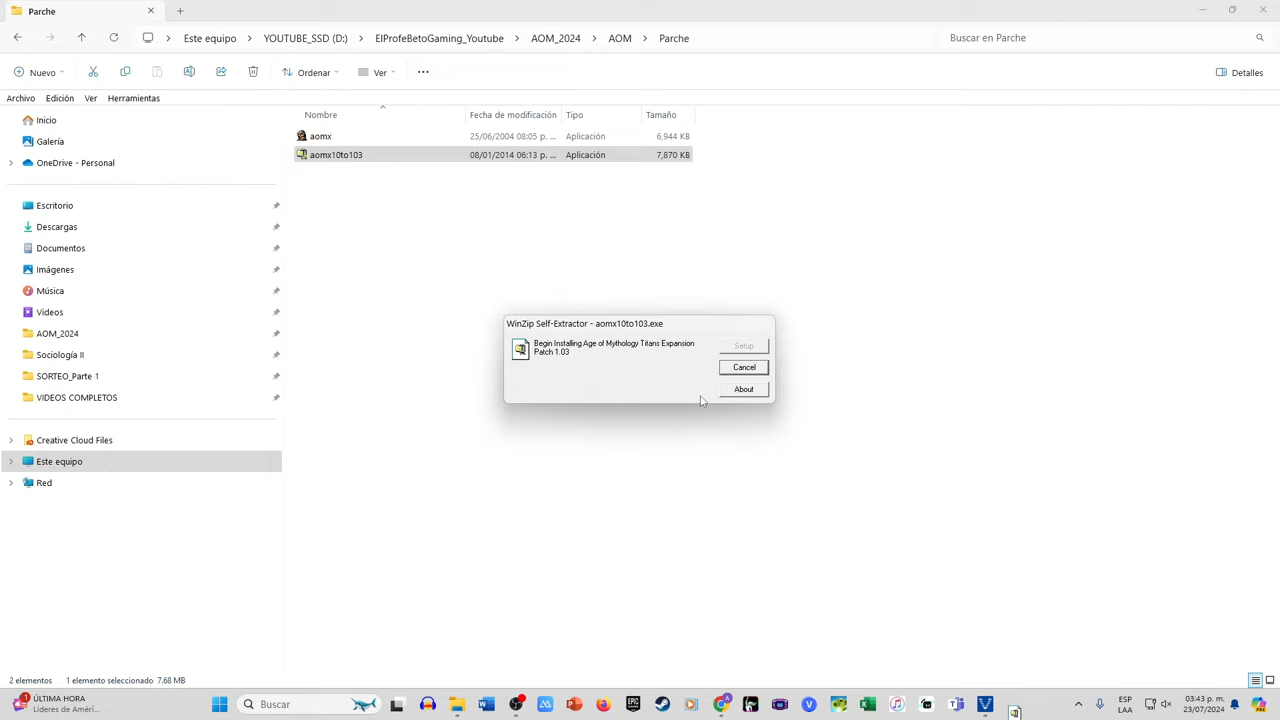 Parche
Este equipo
YOUTUBE_SSD (D:)
ElProfeBetoGaming_Youtube
AOM_2024
AOM
Parche
Buscar en Parche
Nuevo
Ordenar
Ver
Detalles
Archivo
Edición
Ver
Herramientas
Nombre
Fecha de modificación
Tipo
Tamaño
aomx
25/06/2004 08:05 p. ...
Aplicación
6,944 KB
aomx10to103
08/01/2014 06:13 p. ...
Aplicación
7,870 KB
Inicio
Galería
OneDrive - Personal
Escritorio
Descargas
Documentos
Imágenes
Música
Videos
AOM_2024
Sociología II
SORTEO_Parte 1
VIDEOS COMPLETOS
Creative Cloud Files
Este equipo
Red
WinZip Self-Extractor - aomx10to103.exe
Begin Installing Age of Mythology Titans Expansion
Patch 1.03
Setup
Cancel
About
2 elementos
1 elemento seleccionado 7.68 MB
1
ÚLTIMA HORA
Líderes de Améri...
Buscar
ESP
LAA
03:43 p. m.
23/07/2024